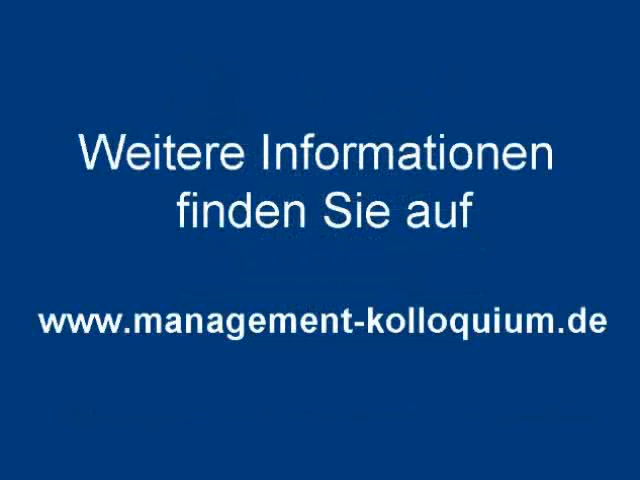 Weitere Informationen
finden Sie auf
www.management-kolloquium.de